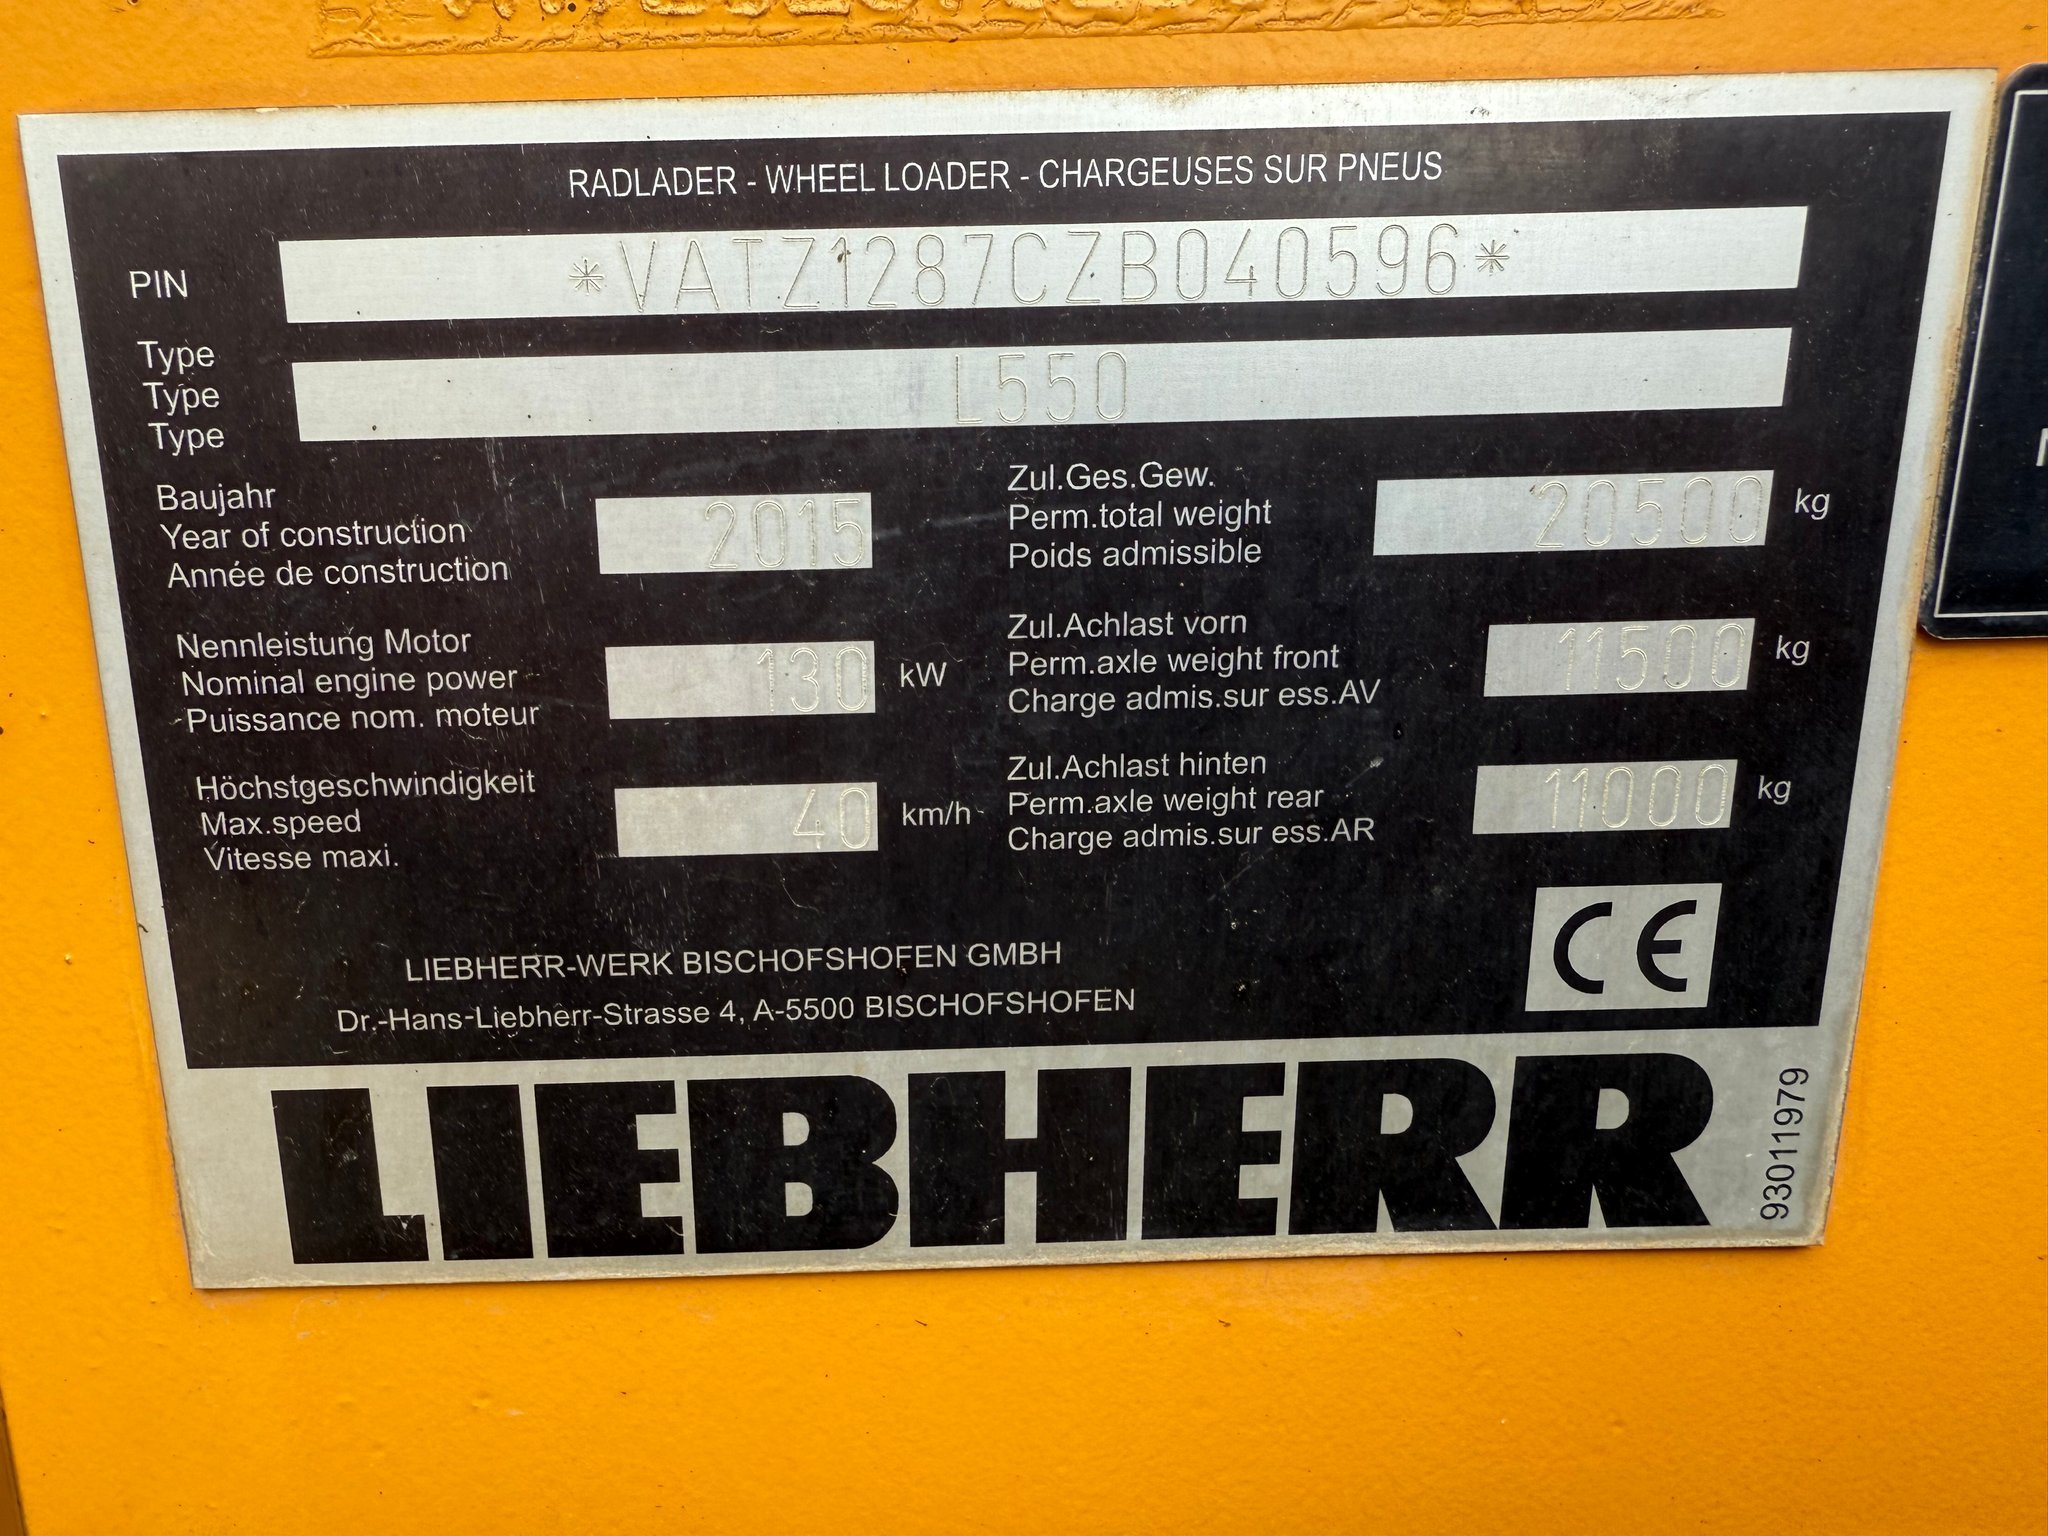 RADLADER - WHEEL LOADER - CHARGEUSES SUR PNEUS
PIN *VATZ1287CZB040596*
Type
Type L550
Type
Baujahr
Year of construction 2015
Année de construction
Zul.Ges.Gew.
Perm.total weight 20500 kg
Poids admissible
Nennleistung Motor
Nominal engine power 130 kW
Puissance nom. moteur
Zul.Achlast vorn
Perm.axle weight front 11500 kg
Charge admis.sur ess.AV
Höchstgeschwindigkeit
Max.speed 40 km/h
Vitesse maxi.
Zul.Achlast hinten
Perm.axle weight rear 11000 kg
Charge admis.sur ess.AR
LIEBHERR-WERK BISCHOFSHOFEN GMBH
Dr.-Hans-Liebherr-Strasse 4, A-5500 BISCHOFSHOFEN
CE
LIEBHERR
93011979